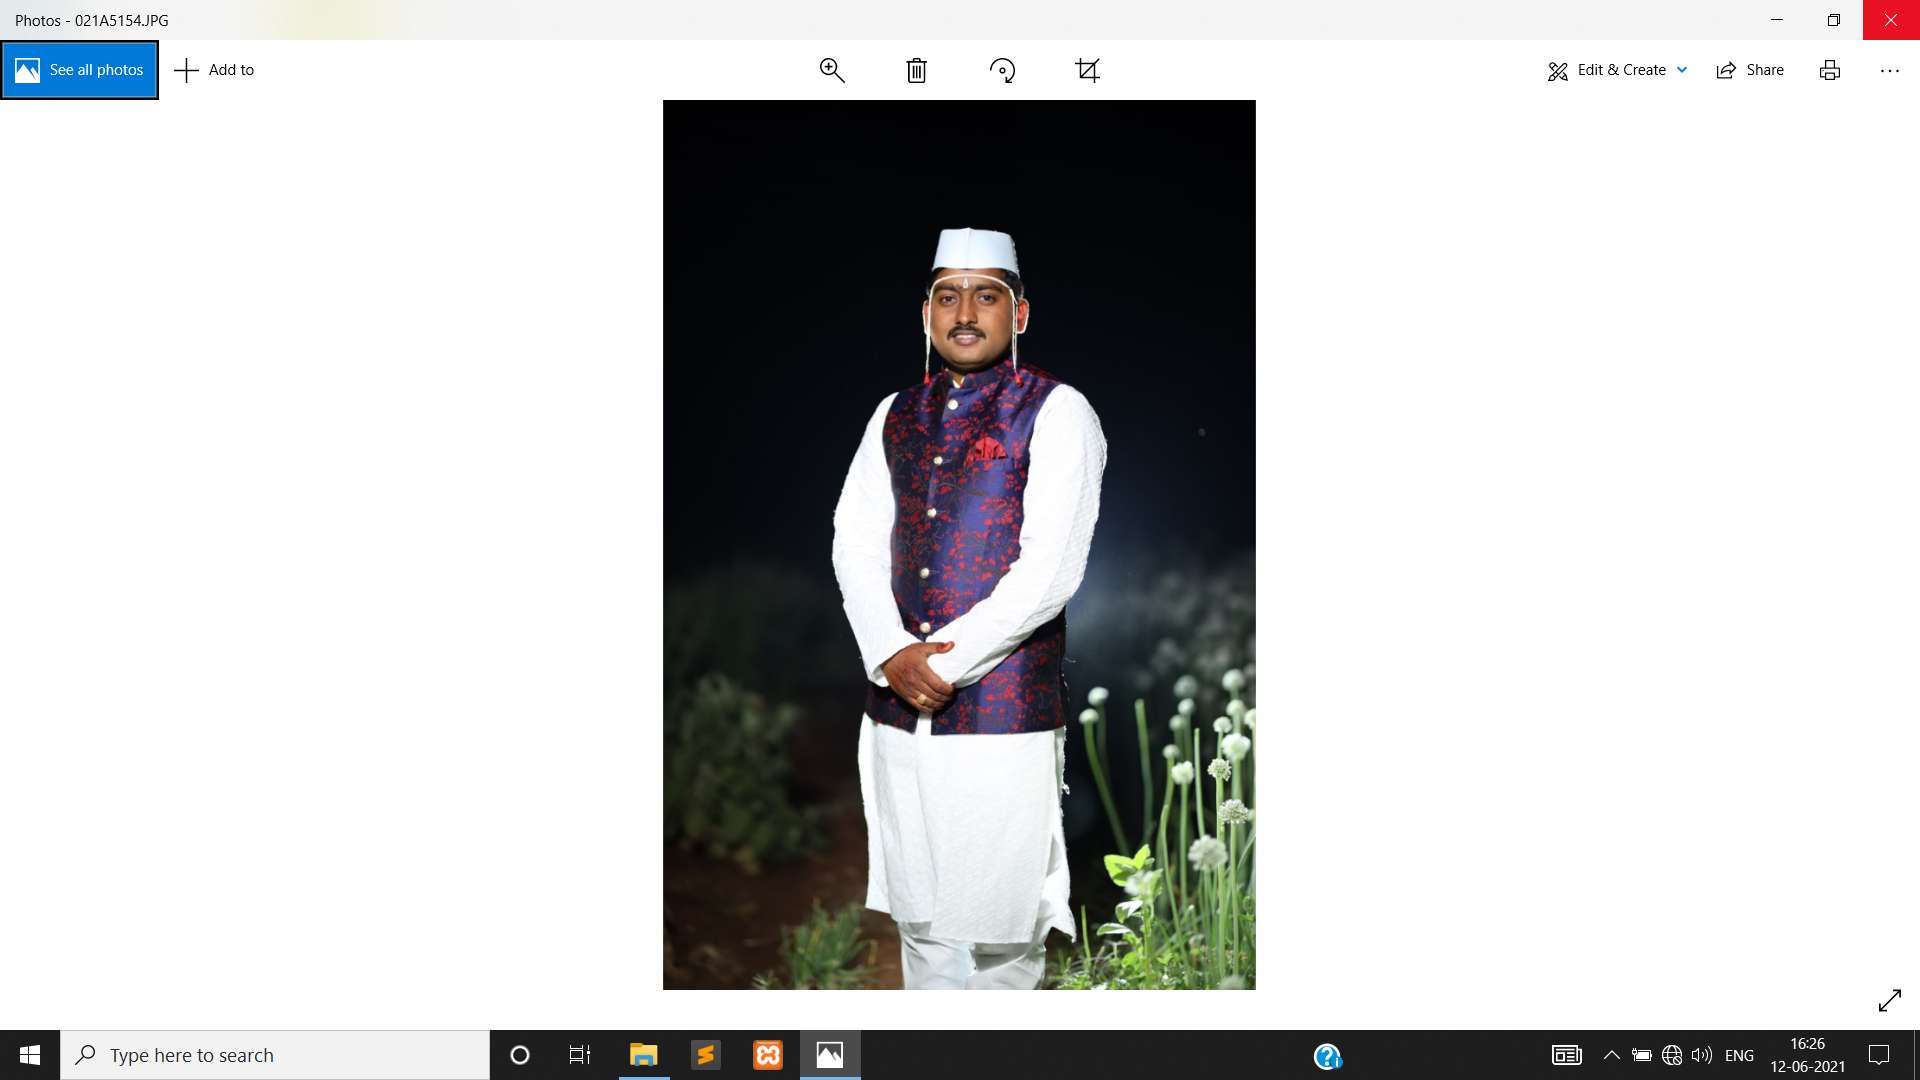 Photos - 021A5154.JPG
See all photos
Add to
Edit & Create
Share
Type here to search
ENG
16:26
12-06-2021